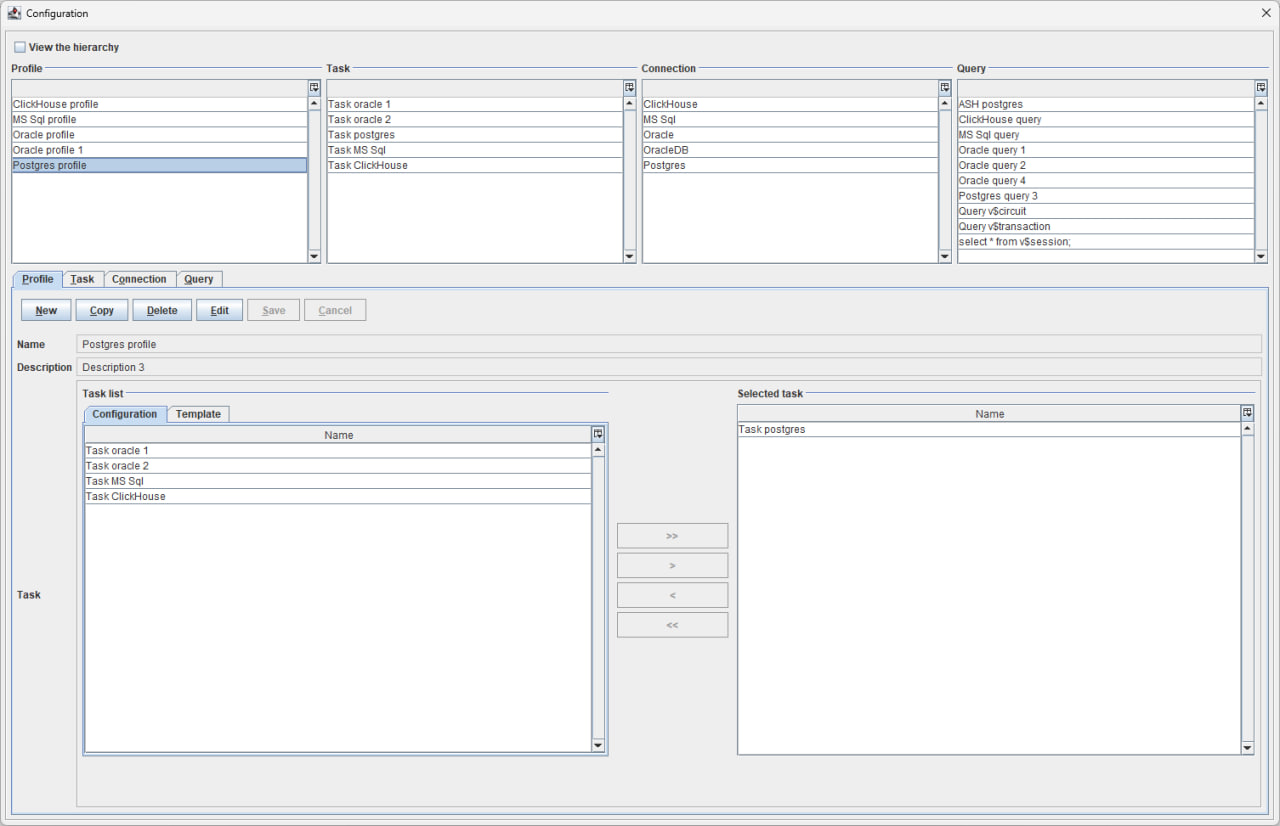 Configuration
View the hierarchy
Profile
ClickHouse profile
MS Sql profile
Oracle profile
Oracle profile 1
Postgres profile
Task
Task oracle 1
Task oracle 2
Task postgres
Task MS Sql
Task ClickHouse
Connection
ClickHouse
MS Sql
Oracle
OracleDB
Postgres
Query
ASH postgres
ClickHouse query
MS Sql query
Oracle query 1
Oracle query 2
Oracle query 4
Postgres query 3
Query v$circuit
Query v$transaction
select * from v$session;
Profile Task Connection Query
New Copy Delete Edit Save Cancel
Name Postgres profile
Description Description 3
Task
Task list
Configuration Template
Name
Task oracle 1
Task oracle 2
Task MS Sql
Task ClickHouse
>>
>
<
<<
Selected task
Name
Task postgres